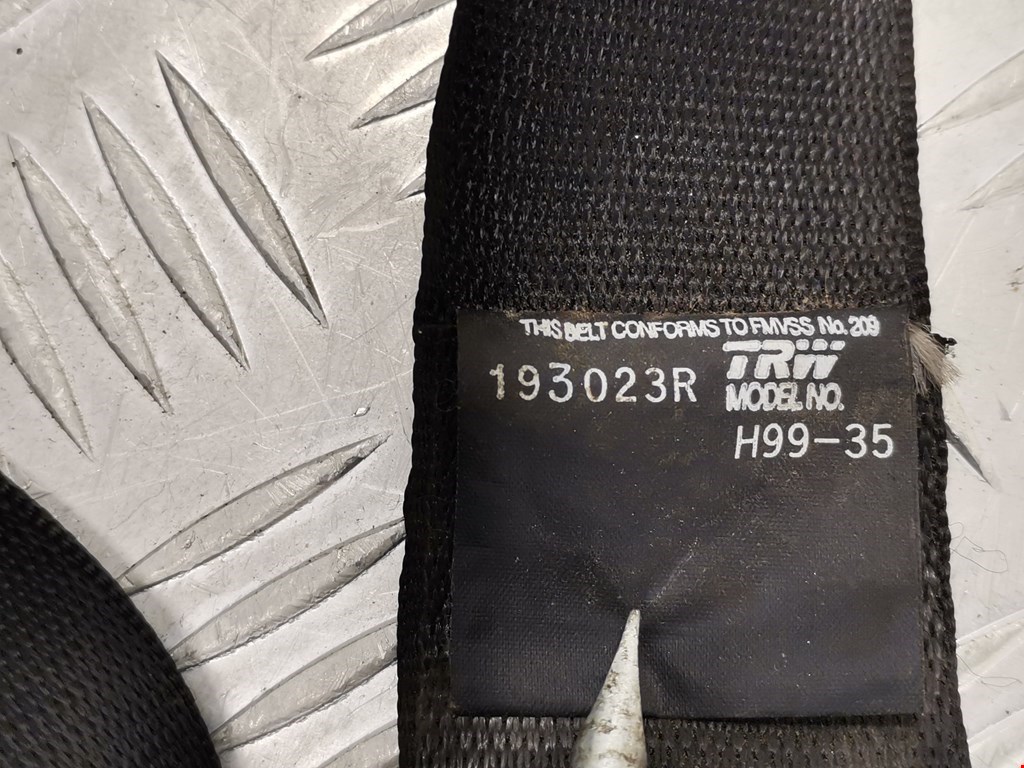 THIS BELT CONFORMS TO FMVSS No. 209
193023R TRW
MODEL NO.
H99-35